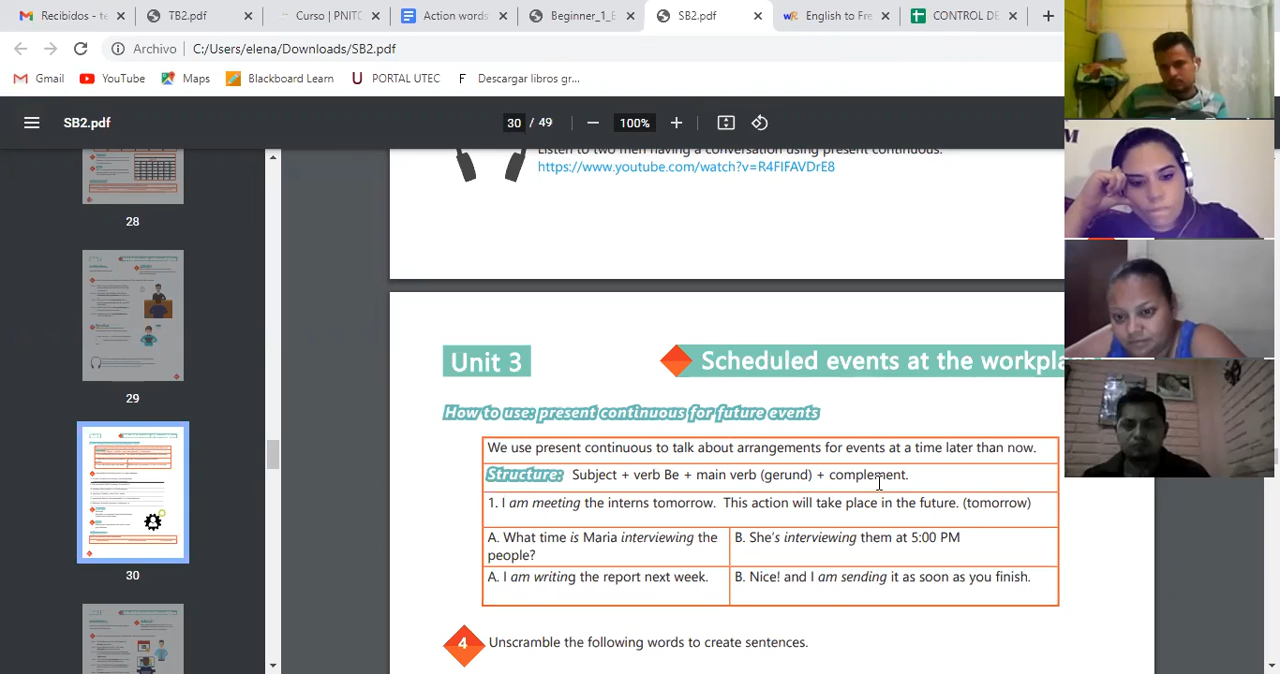 Recibidos - te
TB2.pdf
Curso | PNITC
Action words
Beginner_1_E
SB2.pdf
English to Fre
CONTROL DE
Archivo
C:/Users/elena/Downloads/SB2.pdf
Gmail
YouTube
Maps
Blackboard Learn
PORTAL UTEC
Descargar libros gr...
SB2.pdf
30 / 49
100%
Listen to two men having a conversation using present continuous.
https://www.youtube.com/watch?v=R4FIFAVDrE8
28
29
30
Unit 3
Scheduled events at the workpla
How to use: present continuous for future events
We use present continuous to talk about arrangements for events at a time later than now.
Structure: Subject + verb Be + main verb (gerund) + complement.
1. I am meeting the interns tomorrow. This action will take place in the future. (tomorrow)
A. What time is Maria interviewing the people?
B. She's interviewing them at 5:00 PM
A. I am writing the report next week.
B. Nice! and I am sending it as soon as you finish.
4
Unscramble the following words to create sentences.